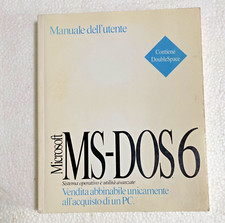 Manuale dell'utente
Contiene
DoubleSpace
Microsoft
MS-DOS 6
Sistema operativo e utilità avanzate
Vendita abbinabile unicamente
all'acquisto di un PC.